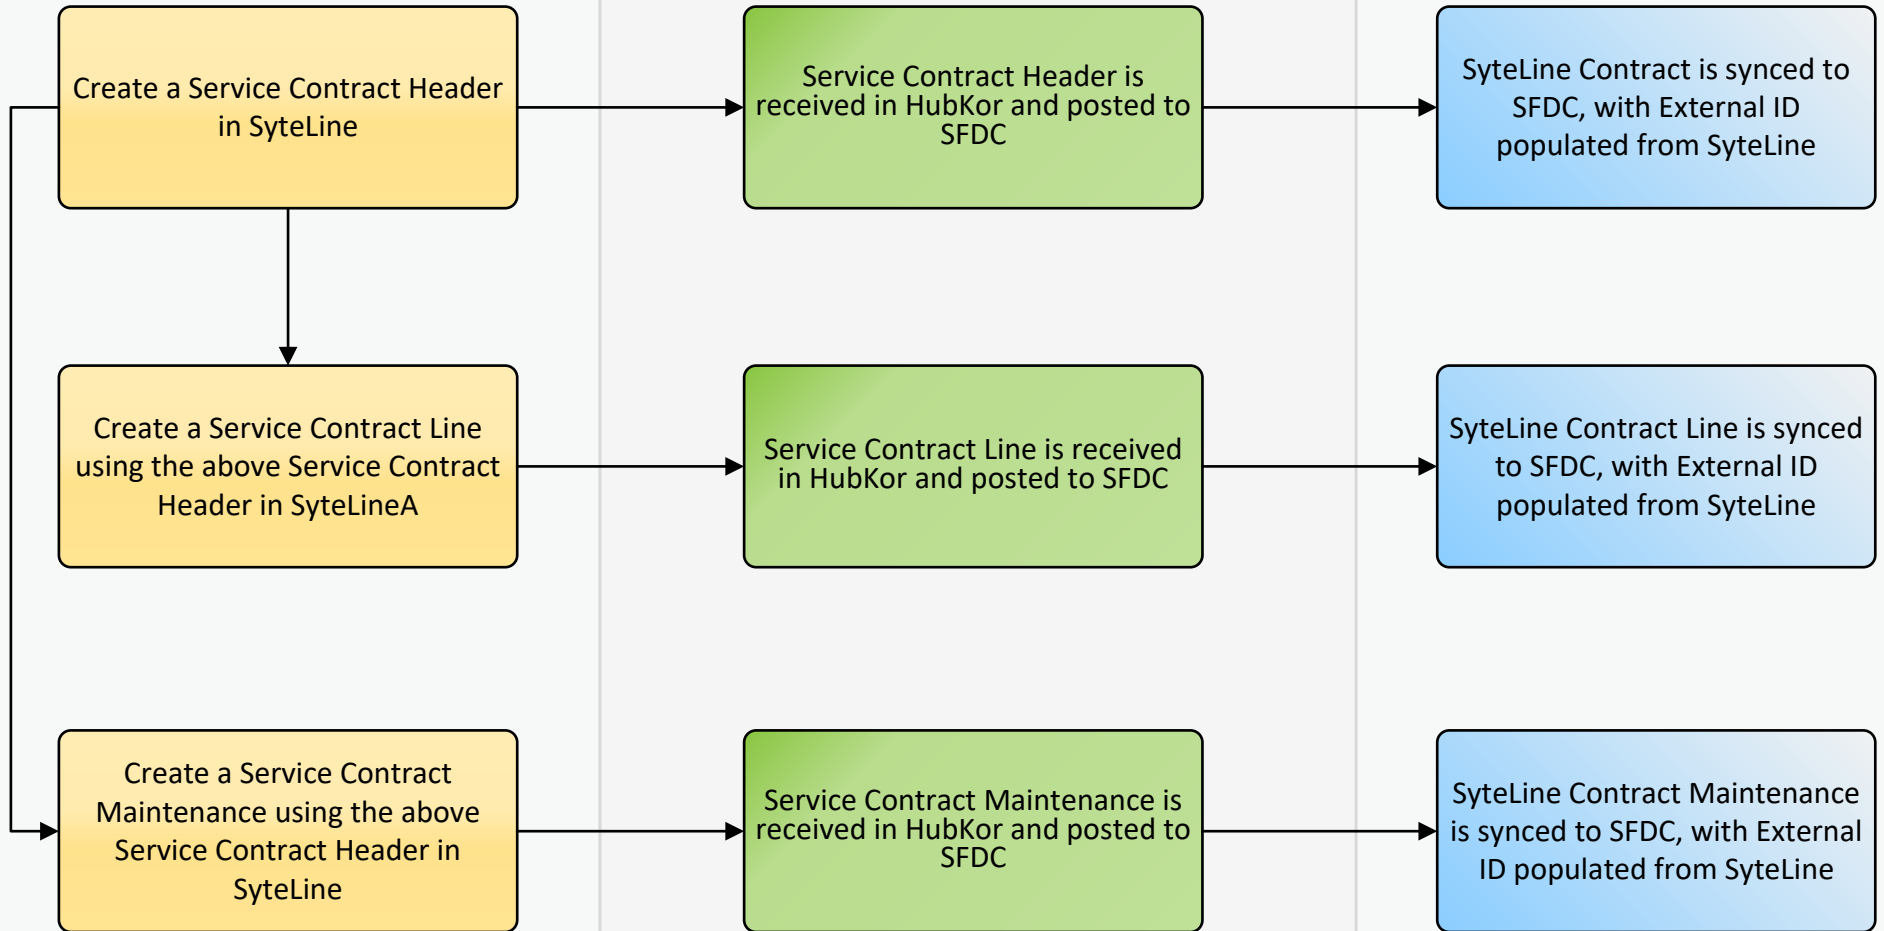 Create a Service Contract Header
in SyteLine
Service Contract Header is
received in HubKor and posted to
SFDC
SyteLine Contract is synced to
SFDC, with External ID
populated from SyteLine
Create a Service Contract Line
using the above Service Contract
Header in SyteLineA
Service Contract Line is received
in HubKor and posted to SFDC
SyteLine Contract Line is synced
to SFDC, with External ID
populated from SyteLine
Create a Service Contract
Maintenance using the above
Service Contract Header in
SyteLine
Service Contract Maintenance is
received in HubKor and posted to
SFDC
SyteLine Contract Maintenance
is synced to SFDC, with External
ID populated from SyteLine